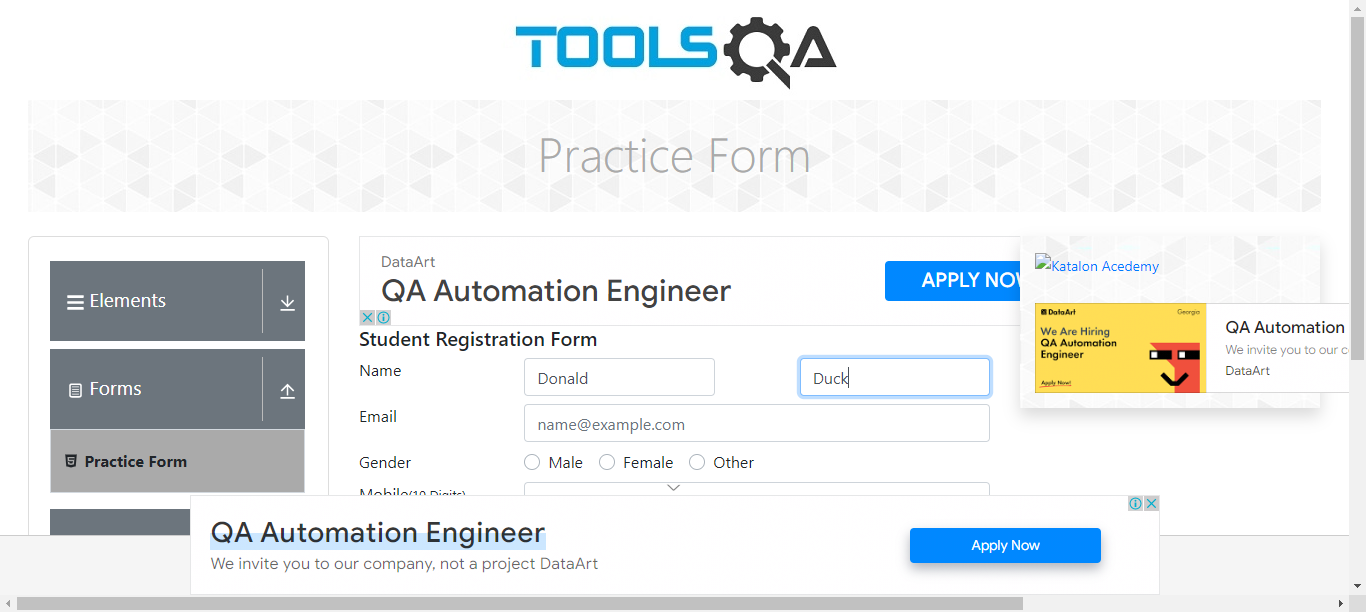 TOOLSQA
Practice Form
Elements
Forms
Practice Form
DataArt
QA Automation Engineer
APPLY NOW
Student Registration Form
Name
Donald
Duck
Email
name@example.com
Gender
Male
Female
Other
Mobile(10 Digits)
Katalon Acedemy
DataArt
Georgia
We Are Hiring
QA Automation
Engineer
Apply Now!
QA Automation
We invite you to our c
DataArt
QA Automation Engineer
We invite you to our company, not a project DataArt
Apply Now